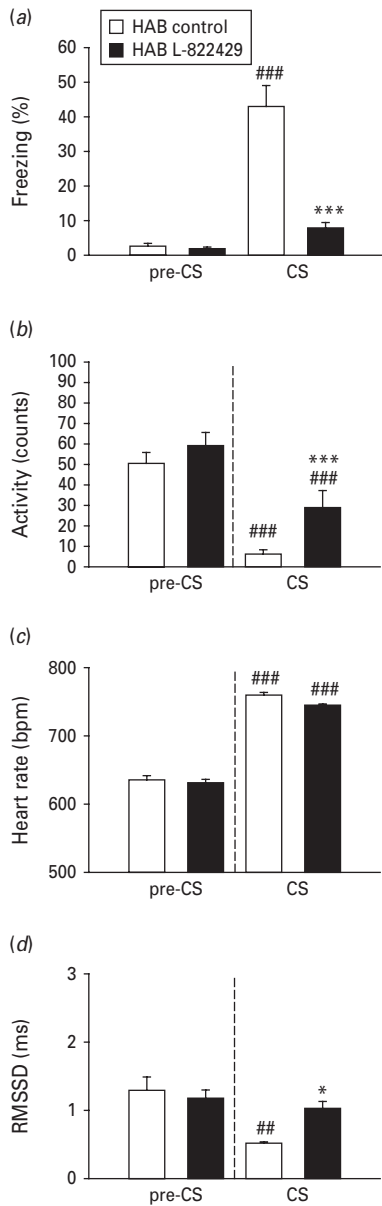 (a)
HAB control
HAB L-822429
60
50
40
30
20
10
0
Freezing (%)
###
***
pre-CS CS
(b)
100
90
80
70
60
50
40
30
20
10
0
Activity (counts)
***
###
###
pre-CS CS
(c)
800
700
600
500
Heart rate (bpm)
###
###
pre-CS CS
(d)
3
2
1
0
RMSSD (ms)
##
*
pre-CS CS